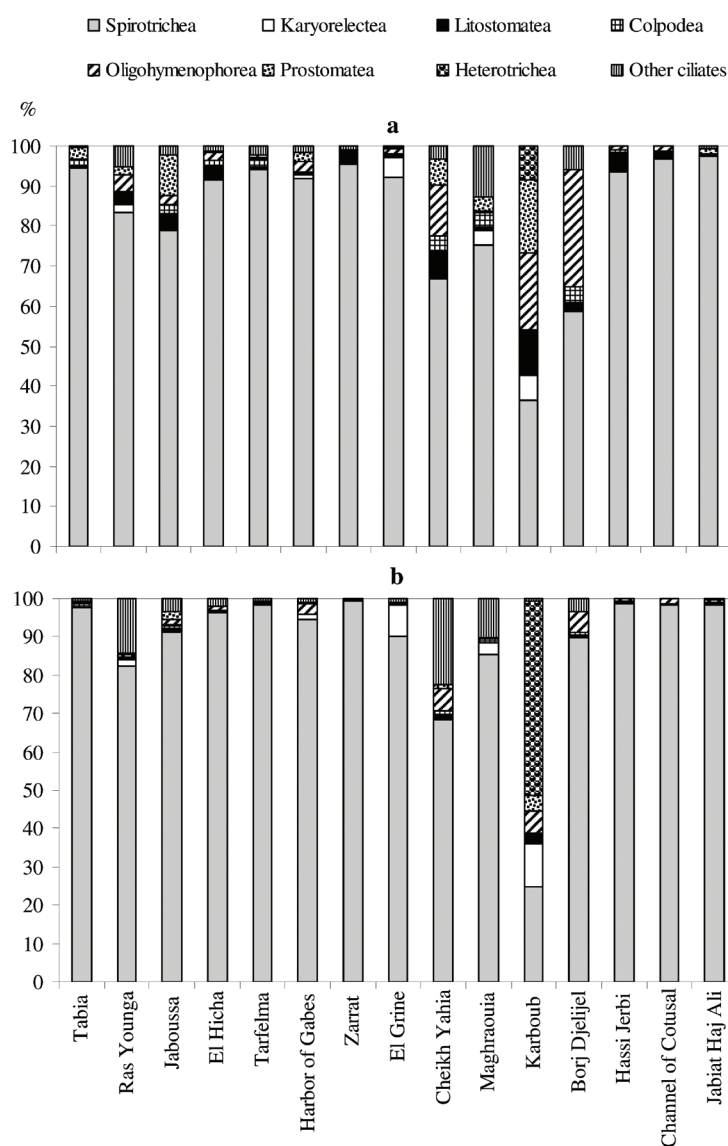 Spirotrichea Karyorelectea Litostomatea Colpodea
Oligohymenophorea Prostomatea Heterotrichea Other ciliates
%
a
100
90
80
70
60
50
40
30
20
10
0
b
100
90
80
70
60
50
40
30
20
10
0
Tabia
Ras Younga
Jaboussa
El Hicha
Tarfelma
Harbor of Gabes
Zarrat
El Grine
Cheikh Yahia
Maghraouia
Karboub
Borj Djelijel
Hassi Jerbi
Channel of Cotusal
Jabiat Haj Ali